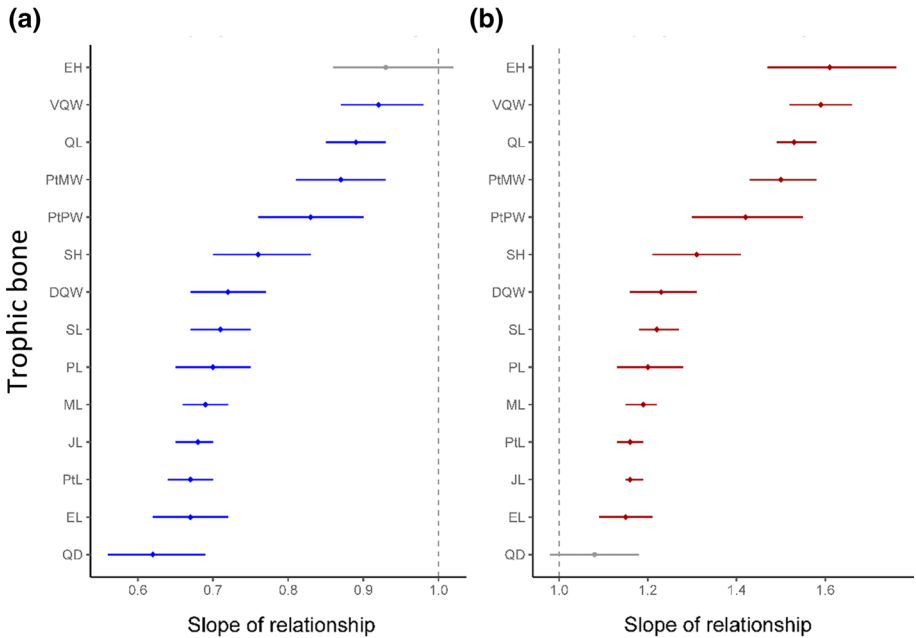 (a)
Trophic bone
EH
VQW
QL
PtMW
PtPW
SH
DQW
SL
PL
ML
JL
PtL
EL
QD
0.6 0.7 0.8 0.9 1.0
Slope of relationship
(b)
EH
VQW
QL
PtMW
PtPW
SH
DQW
SL
PL
ML
PtL
JL
EL
QD
1.0 1.2 1.4 1.6
Slope of relationship